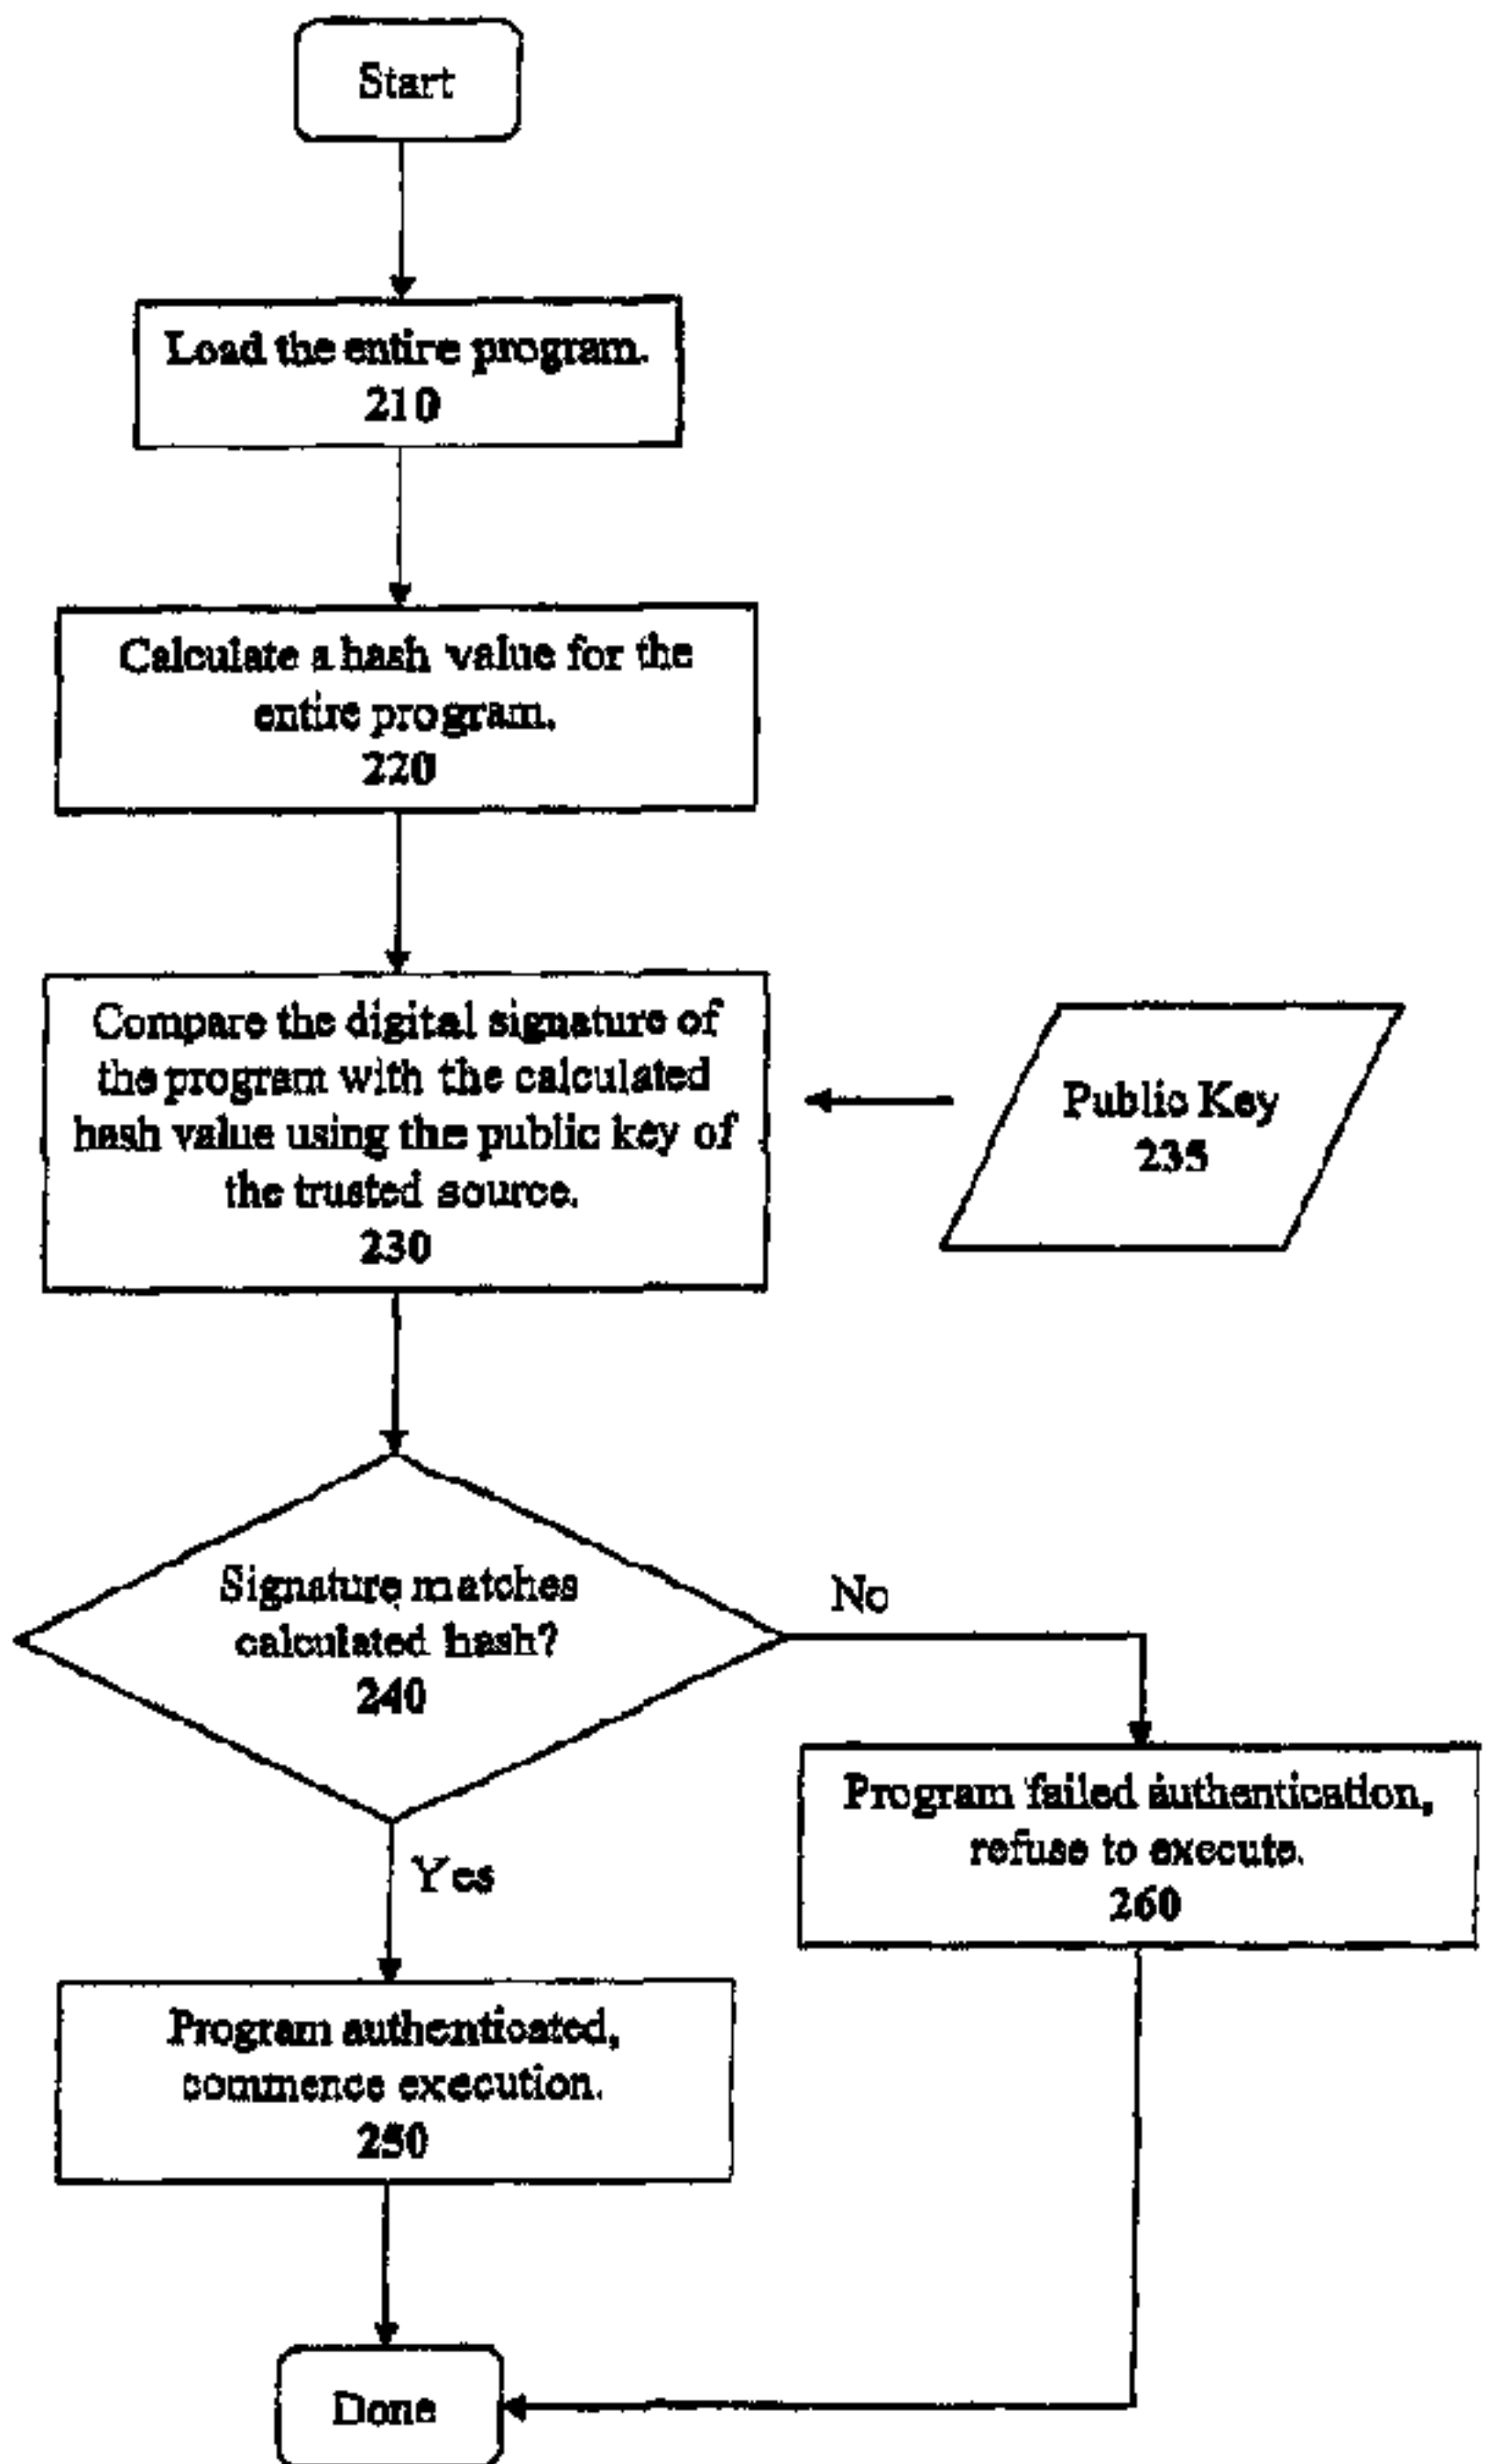 Start
Load the entire program.
210
Calculate a hash value for the
entire program.
220
Compare the digital signature of
the program with the calculated
hash value using the public key of
the trusted source.
230
Public Key
235
Signature matches
calculated hash?
240
No
Yes
Program failed authentication,
refuse to execute.
260
Program authenticated,
commence execution.
250
Done